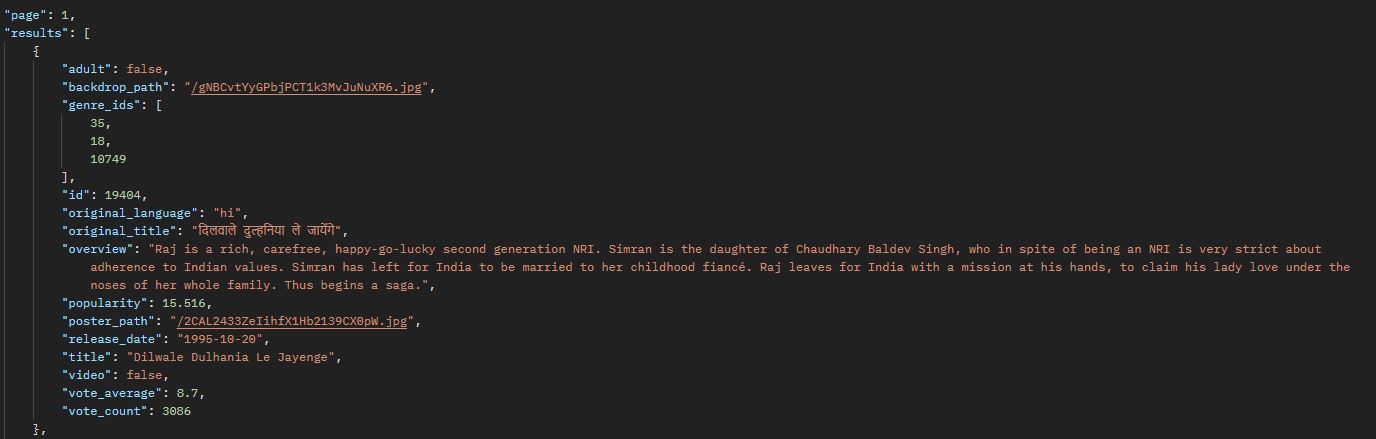 "page": 1,
"results": [
{
"adult": false,
"backdrop_path": "/gNBCvtYyGPbjPCT1k3MvJuNuXR6.jpg",
"genre_ids": [
35,
18,
10749
],
"id": 19404,
"original_language": "hi",
"original_title": "दिलवाले दुल्हनिया ले जायेंगे",
"overview": "Raj is a rich, carefree, happy-go-lucky second generation NRI. Simran is the daughter of Chaudhary Baldev Singh, who in spite of being an NRI is very strict about
adherence to Indian values. Simran has left for India to be married to her childhood fiancé. Raj leaves for India with a mission at his hands, to claim his lady love under the
noses of her whole family. Thus begins a saga.",
"popularity": 15.516,
"poster_path": "/2CAL2433ZeIihfX1Hb2139CX0pW.jpg",
"release_date": "1995-10-20",
"title": "Dilwale Dulhania Le Jayenge",
"video": false,
"vote_average": 8.7,
"vote_count": 3086
},